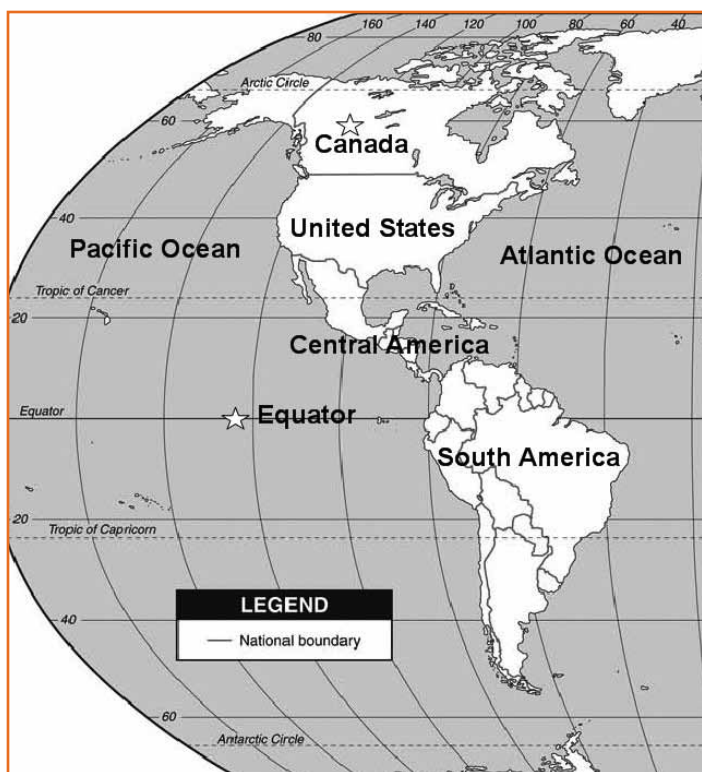 160 140 120 100 80 60 40
80
Arctic Circle
60
Canada
40
United States
Pacific Ocean
Atlantic Ocean
Tropic of Cancer
20
Central America
Equator
Equator
South America
20
Tropic of Capricorn
LEGEND
National boundary
40
60
Antarctic Circle